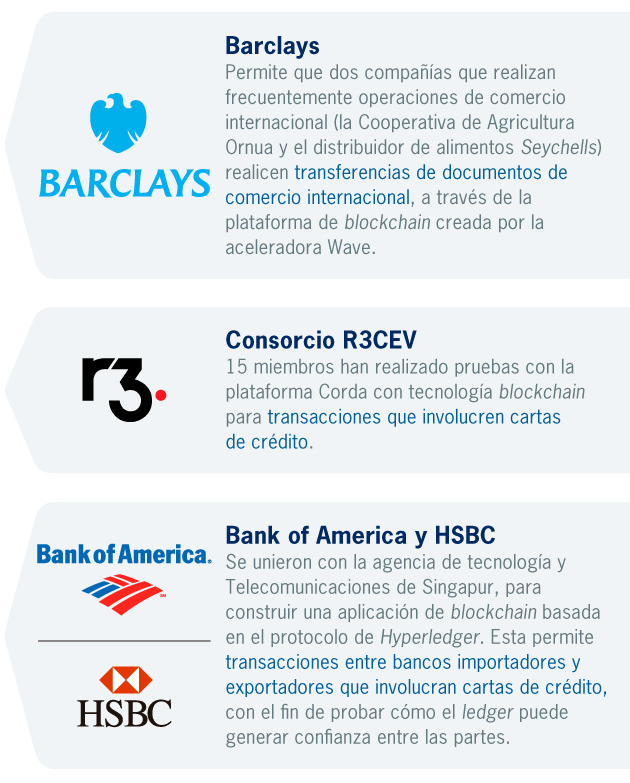 Barclays
Permite que dos compañías que realizan
frecuentemente operaciones de comercio
internacional (la Cooperativa de Agricultura
Ornua y el distribuidor de alimentos Seychells)
realicen transferencias de documentos de
comercio internacional, a través de la
plataforma de blockchain creada por la
aceleradora Wave.
BARCLAYS
Consorcio R3CEV
15 miembros han realizado pruebas con la
plataforma Corda con tecnología blockchain
para transacciones que involucren cartas
de crédito.
r3.
Bank of America y HSBC
Se unieron con la agencia de tecnología y
Telecomunicaciones de Singapur, para
construir una aplicación de blockchain basada
en el protocolo de Hyperledger. Esta permite
transacciones entre bancos importadores y
exportadores que involucran cartas de crédito,
con el fin de probar cómo el ledger puede
generar confianza entre las partes.
Bank of America
HSBC